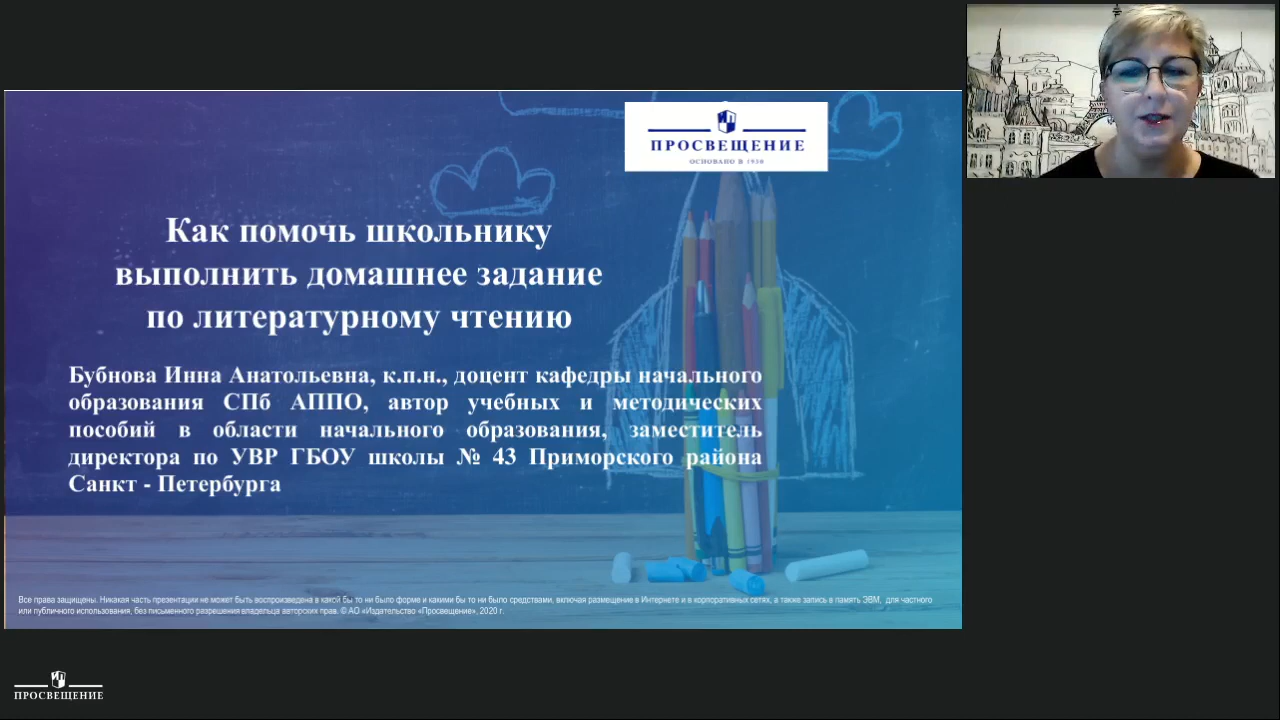 ПРОСВЕЩЕНИЕ
ОСНОВАНО В 1930
Как помочь школьнику
выполнить домашнее задание
по литературному чтению
Бубнова Инна Анатольевна, к.п.н., доцент кафедры начального
образования СПб АППО, автор учебных и методических
пособий в области начального образования, заместитель
директора по УВР ГБОУ школы № 43 Приморского района
Санкт - Петербурга
Все права защищены. Никакая часть презентации не может быть воспроизведена в какой бы то ни было форме и какими бы то ни было средствами, включая размещение в Интернете и в корпоративных сетях, а также запись в память ЭВМ, для частного
или публичного использования, без письменного разрешения владельца авторских прав. © АО «Издательство «Просвещение», 2020 г.
ПРОСВЕЩЕНИЕ